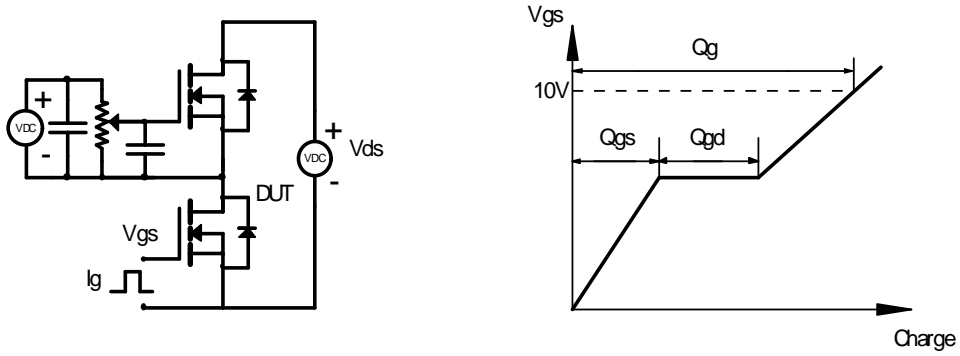 +
VDC
-
+
VDC
-
Vds
DUT
Vgs
Ig
Vgs
Qg
10V
Qgs
Qgd
Charge